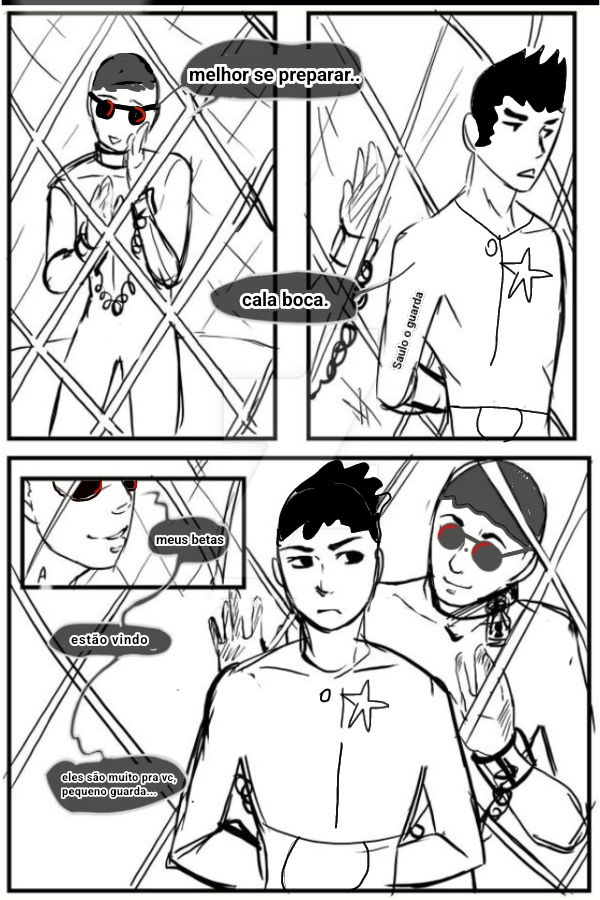 melhor se preparar..
cala boca.
Saulo o guarda
A
meus betas
estão vindo
eles são muito pra vc,
pequeno guarda...